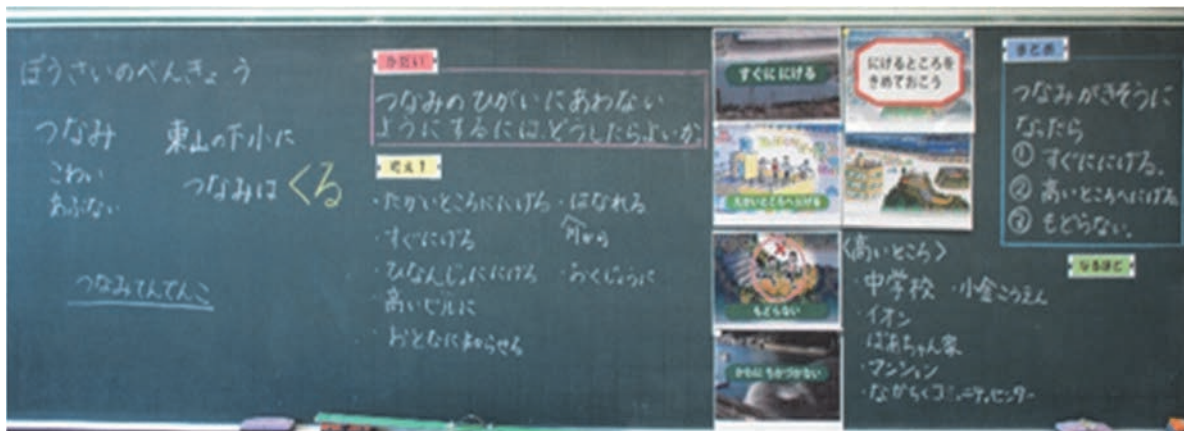 ぼうさいのべんきょう
つなみ
こわい
あぶない
東山の下小に
つなみは くる
つなみてんでんこ
かだい
つなみのひがいにあわない
ようにするには、どうしたらよいか。
考え1
・たかいところににげる
・すぐにげる
・ひなんじょににげる
・高いビルに
・おとなに知らせる
・はなれる
川から
・おくじょうに
すぐににげる
たかいところへにげる
もどらない
かわにちかづかない
にげるところを
きめておこう
〈高いところ〉
・中学校 ・小金こうえん
・イオン
ばあちゃん家
・マンション
・ながらくコミュニティセンター
まとめ
つなみがきそうに
なったら
① すぐににげる。
② 高いところへにげる
③ もどらない。
なるほど